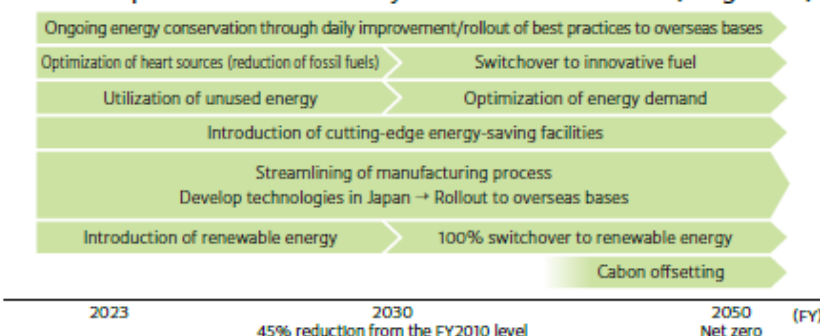 Ongoing energy conservation through daily improvement/rollout of best practices to overseas bases
Optimization of heart sources (reduction of fossil fuels)
Switchover to innovative fuel
Utilization of unused energy
Optimization of energy demand
Introduction of cutting-edge energy-saving facilities
Streamlining of manufacturing process
Develop technologies in Japan → Rollout to overseas bases
Introduction of renewable energy
100% switchover to renewable energy
Cabon offsetting
2023
2030
2050
(FY)
45% reduction from the FY2010 level
Net zero